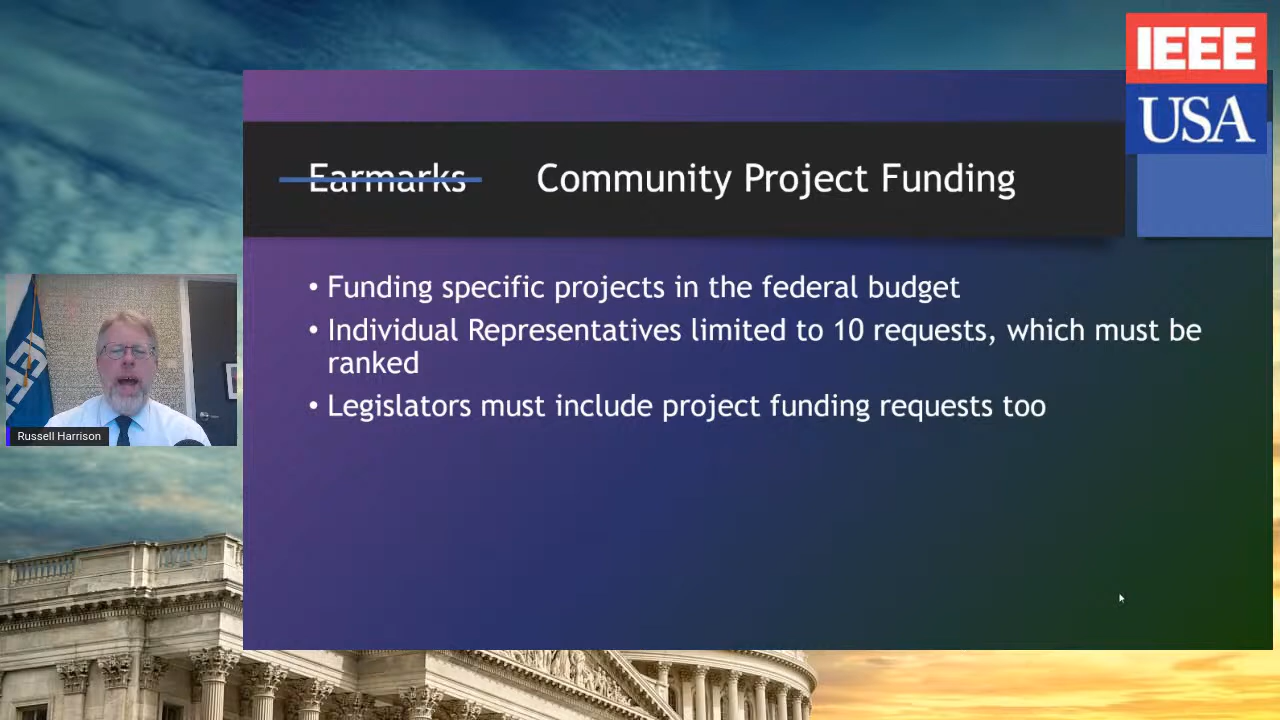 IEEE
USA
Earmarks Community Project Funding
• Funding specific projects in the federal budget
• Individual Representatives limited to 10 requests, which must be
ranked
• Legislators must include project funding requests too
IEEE
Russell Harrison